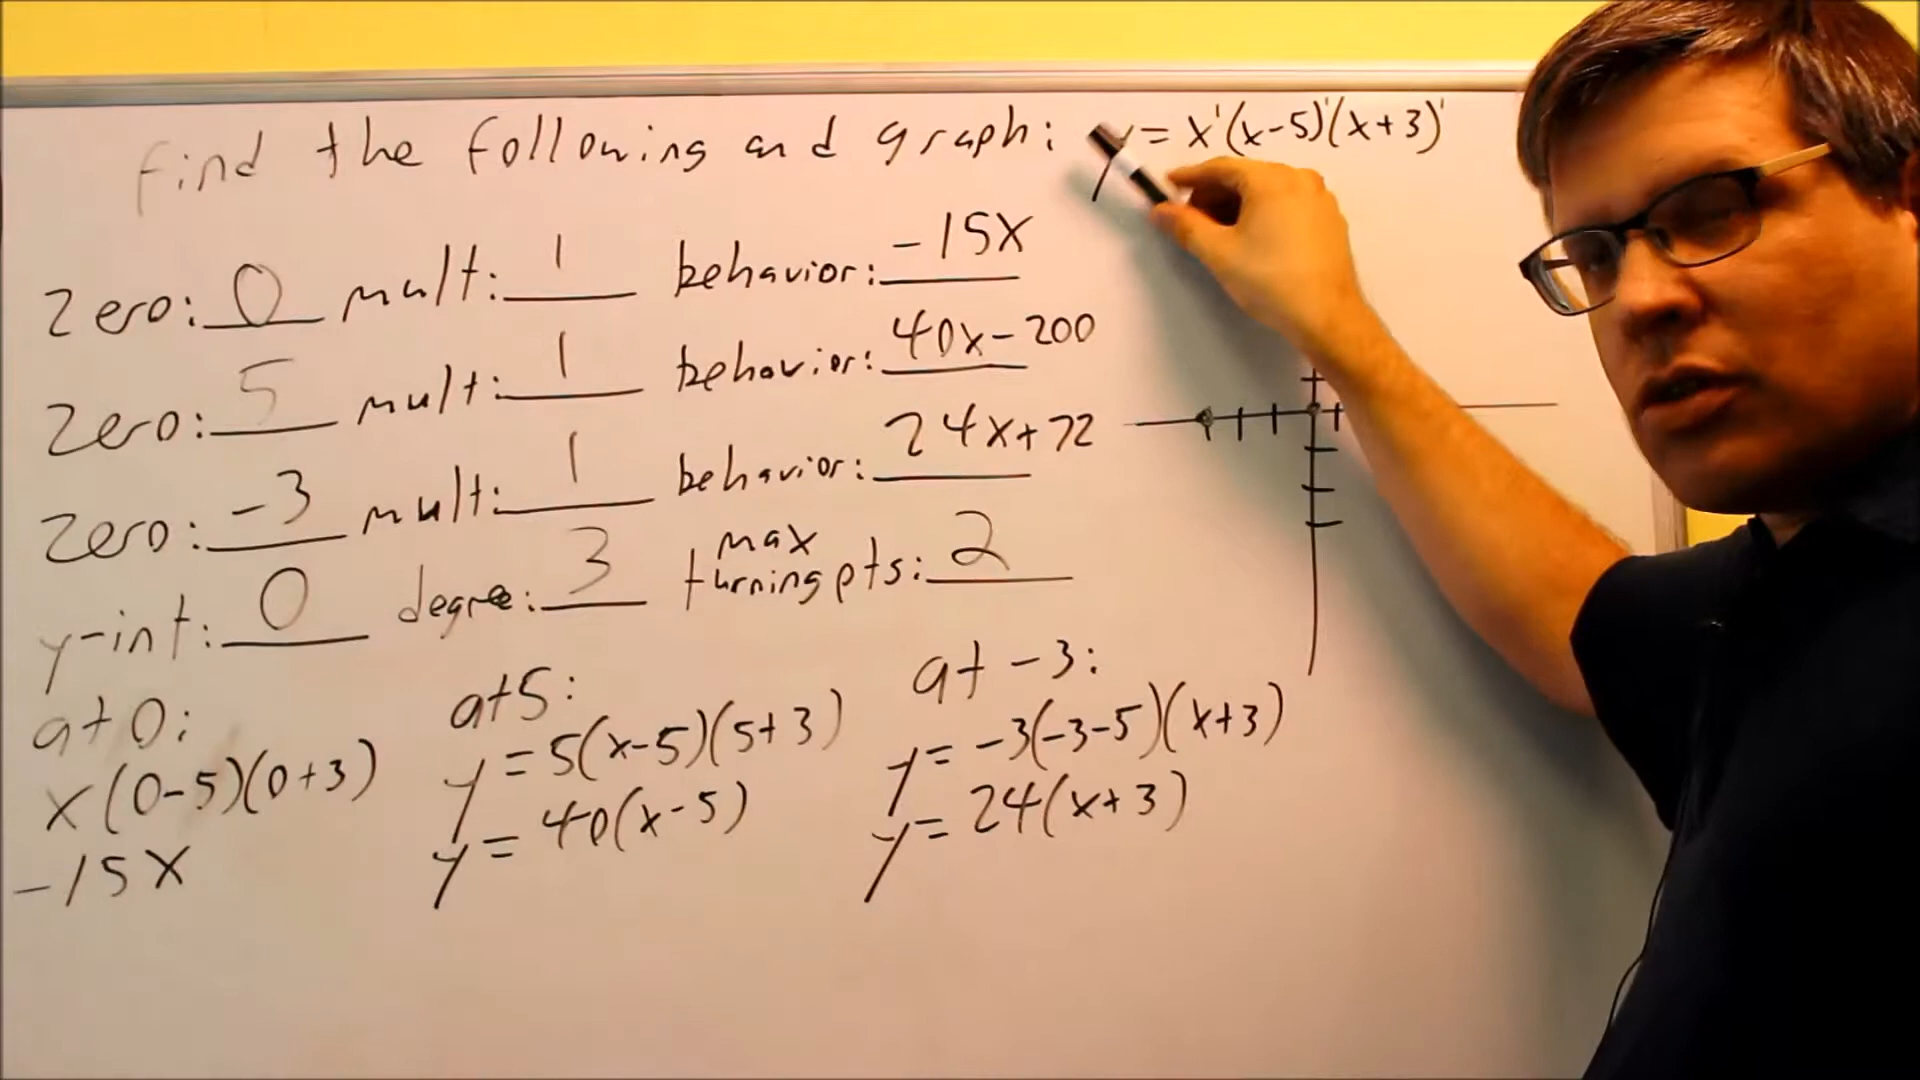 find the following and graph: y = x¹(x-5)¹(x+3)¹
zero: 0 mult: 1 behavior: -15x
zero: 5 mult: 1 behavior: 40x-200
zero: -3 mult: 1 behavior: 24x+72
y-int: 0 degree: 3 max turning pts: 2
at 0:
x(0-5)(0+3)
-15x
at 5:
y = 5(x-5)(5+3)
y = 40(x-5)
at -3:
y = -3(-3-5)(x+3)
y = 24(x+3)